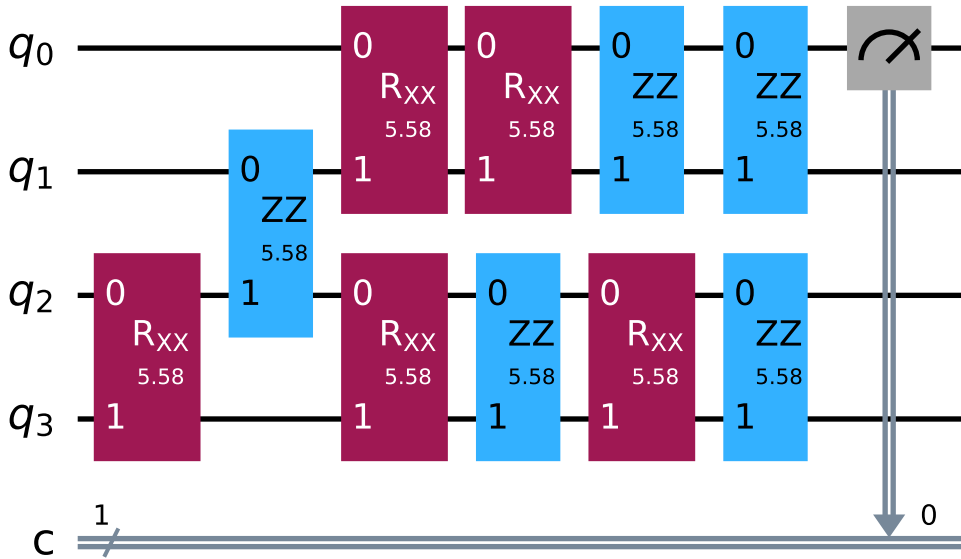 q0 0 0 0 0
RXX RXX ZZ ZZ
5.58 5.58 5.58 5.58
q1 0 1 1 1 1
ZZ
5.58
q2 0 1 0 0 0 0
RXX RXX ZZ RXX ZZ
5.58 5.58 5.58 5.58 5.58
q3 1 1 1 1 1
1 0
c